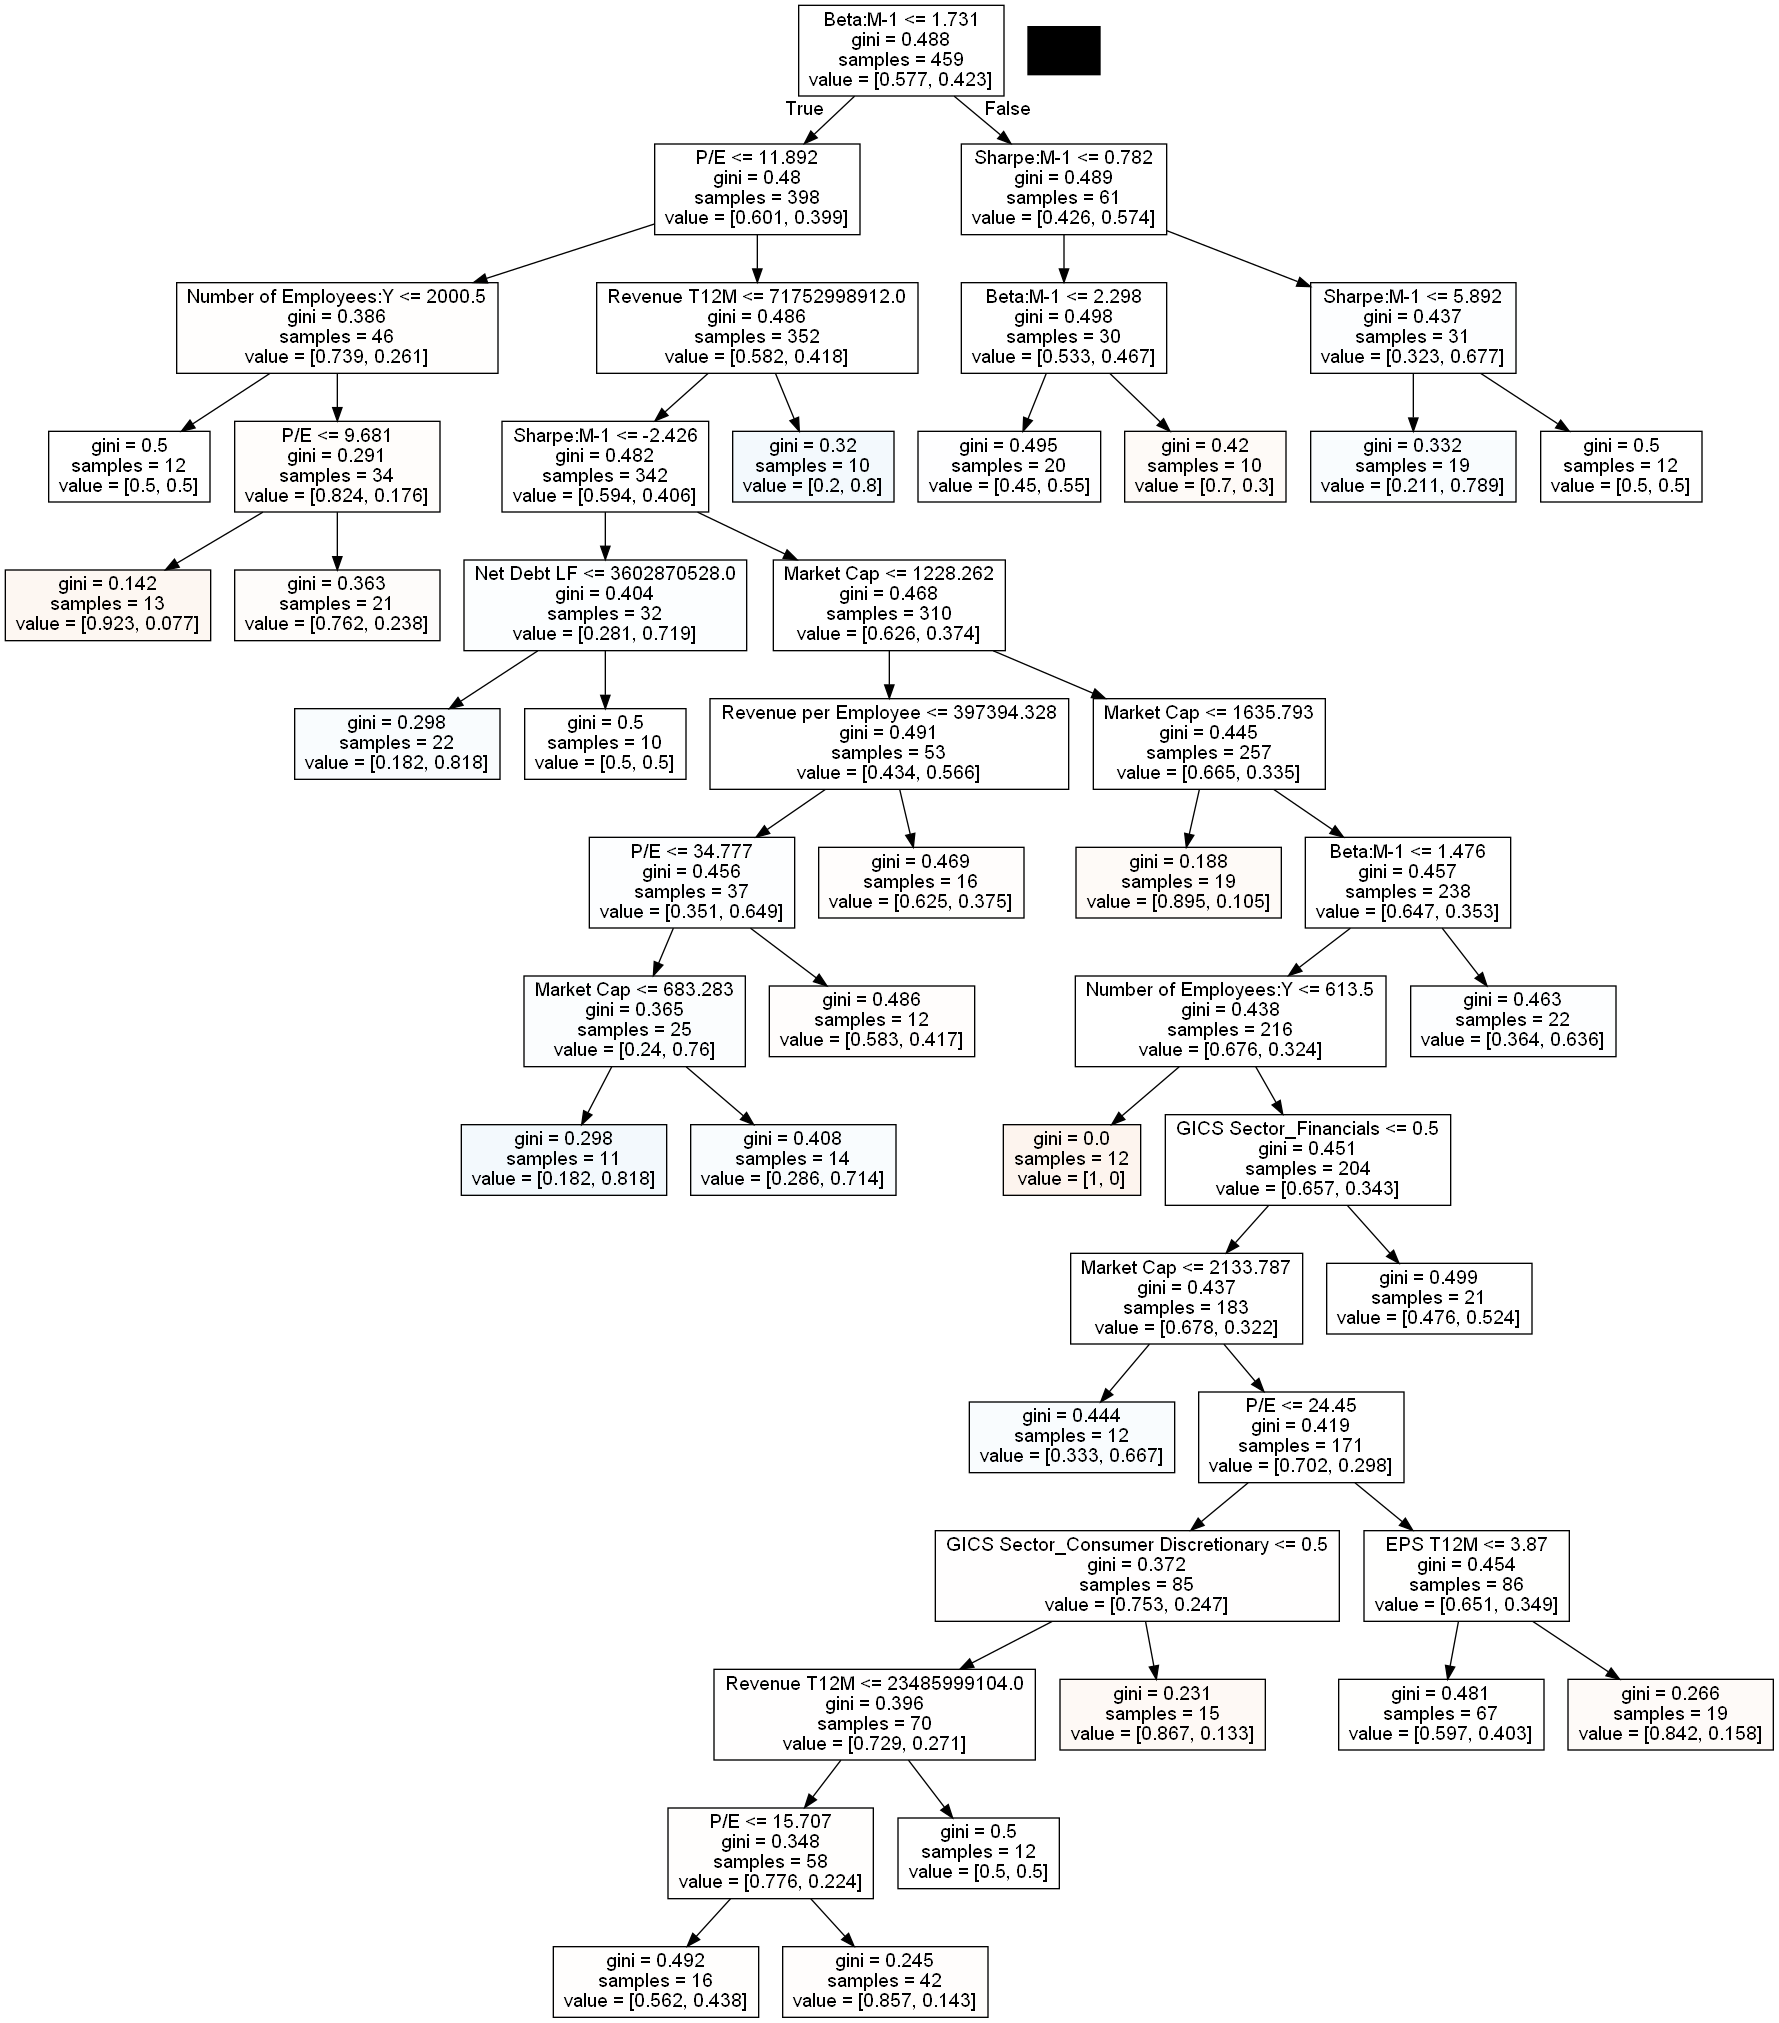 Beta:M-1 <= 1.731
gini = 0.488
samples = 459
value = [0.577, 0.423]
True
False
P/E <= 11.892
gini = 0.48
samples = 398
value = [0.601, 0.399]
Sharpe:M-1 <= 0.782
gini = 0.489
samples = 61
value = [0.426, 0.574]
Number of Employees:Y <= 2000.5
gini = 0.386
samples = 46
value = [0.739, 0.261]
Revenue T12M <= 71752998912.0
gini = 0.486
samples = 352
value = [0.582, 0.418]
Beta:M-1 <= 2.298
gini = 0.498
samples = 30
value = [0.533, 0.467]
Sharpe:M-1 <= 5.892
gini = 0.437
samples = 31
value = [0.323, 0.677]
gini = 0.5
samples = 12
value = [0.5, 0.5]
P/E <= 9.681
gini = 0.291
samples = 34
value = [0.824, 0.176]
Sharpe:M-1 <= -2.426
gini = 0.482
samples = 342
value = [0.594, 0.406]
gini = 0.32
samples = 10
value = [0.2, 0.8]
gini = 0.495
samples = 20
value = [0.45, 0.55]
gini = 0.42
samples = 10
value = [0.7, 0.3]
gini = 0.332
samples = 19
value = [0.211, 0.789]
gini = 0.5
samples = 12
value = [0.5, 0.5]
gini = 0.142
samples = 13
value = [0.923, 0.077]
gini = 0.363
samples = 21
value = [0.762, 0.238]
Net Debt LF <= 3602870528.0
gini = 0.404
samples = 32
value = [0.281, 0.719]
Market Cap <= 1228.262
gini = 0.468
samples = 310
value = [0.626, 0.374]
gini = 0.298
samples = 22
value = [0.182, 0.818]
gini = 0.5
samples = 10
value = [0.5, 0.5]
Revenue per Employee <= 397394.328
gini = 0.491
samples = 53
value = [0.434, 0.566]
Market Cap <= 1635.793
gini = 0.445
samples = 257
value = [0.665, 0.335]
P/E <= 34.777
gini = 0.456
samples = 37
value = [0.351, 0.649]
gini = 0.469
samples = 16
value = [0.625, 0.375]
gini = 0.188
samples = 19
value = [0.895, 0.105]
Beta:M-1 <= 1.476
gini = 0.457
samples = 238
value = [0.647, 0.353]
Market Cap <= 683.283
gini = 0.365
samples = 25
value = [0.24, 0.76]
gini = 0.486
samples = 12
value = [0.583, 0.417]
Number of Employees:Y <= 613.5
gini = 0.438
samples = 216
value = [0.676, 0.324]
gini = 0.463
samples = 22
value = [0.364, 0.636]
gini = 0.298
samples = 11
value = [0.182, 0.818]
gini = 0.408
samples = 14
value = [0.286, 0.714]
gini = 0.0
samples = 12
value = [1, 0]
GICS Sector_Financials <= 0.5
gini = 0.451
samples = 204
value = [0.657, 0.343]
Market Cap <= 2133.787
gini = 0.437
samples = 183
value = [0.678, 0.322]
gini = 0.499
samples = 21
value = [0.476, 0.524]
gini = 0.444
samples = 12
value = [0.333, 0.667]
P/E <= 24.45
gini = 0.419
samples = 171
value = [0.702, 0.298]
GICS Sector_Consumer Discretionary <= 0.5
gini = 0.372
samples = 85
value = [0.753, 0.247]
EPS T12M <= 3.87
gini = 0.454
samples = 86
value = [0.651, 0.349]
Revenue T12M <= 23485999104.0
gini = 0.396
samples = 70
value = [0.729, 0.271]
gini = 0.231
samples = 15
value = [0.867, 0.133]
gini = 0.481
samples = 67
value = [0.597, 0.403]
gini = 0.266
samples = 19
value = [0.842, 0.158]
P/E <= 15.707
gini = 0.348
samples = 58
value = [0.776, 0.224]
gini = 0.5
samples = 12
value = [0.5, 0.5]
gini = 0.492
samples = 16
value = [0.562, 0.438]
gini = 0.245
samples = 42
value = [0.857, 0.143]